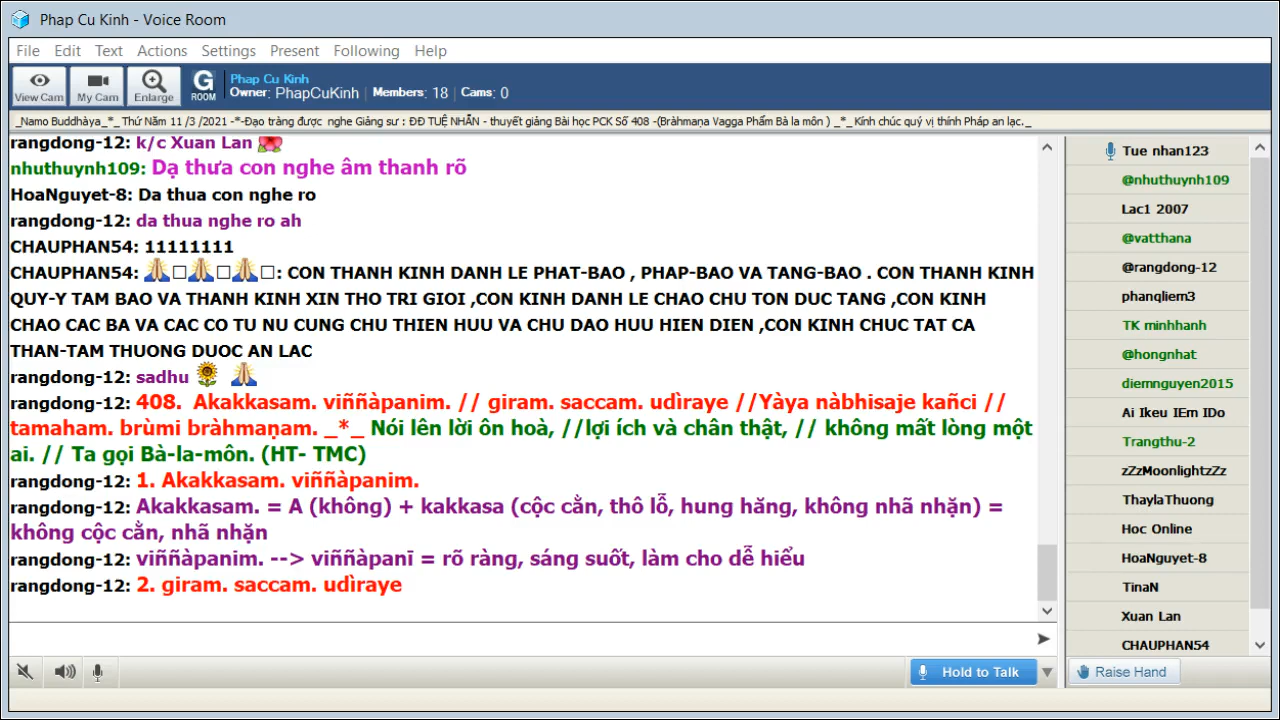 Phap Cu Kinh - Voice Room
File Edit Text Actions Settings Present Following Help
View Cam
My Cam
Enlarge
G
ROOM
Phap Cu Kinh
Owner: PhapCuKinh Members: 18 Cams: 0
_Namo Buddhàya_*_ Thứ Năm 11 /3 /2021 -*-Đạo tràng được nghe Giảng sư : ĐĐ TUỆ NHẪN - thuyết giảng Bài học PCK Số 408 -(Bràhmaṇa Vagga Phẩm Bà la môn ) _*_ Kính chúc quý vị thính Pháp an lạc._
rangdong-12: k/c Xuan Lan
nhuthuynh109: Dạ thưa con nghe âm thanh rõ
HoaNguyet-8: Da thua con nghe ro
rangdong-12: da thua nghe ro ah
CHAUPHAN54: 11111111
CHAUPHAN54: 🙏□🙏□🙏□: CON THANH KINH DANH LE PHAT-BAO , PHAP-BAO VA TANG-BAO . CON THANH KINH
QUY-Y TAM BAO VA THANH KINH XIN THO TRI GIOI ,CON KINH DANH LE CHAO CHU TON DUC TANG ,CON KINH
CHAO CAC BA VA CAC CO TU NU CUNG CHU THIEN HUU VA CHU DAO HUU HIEN DIEN ,CON KINH CHUC TAT CA
THAN-TAM THUONG DUOC AN LAC
rangdong-12: sadhu 🌻 🙏
rangdong-12: 408. Akakkasam. viññàpanim. // giram. saccam. udìraye //Yàya nàbhisaje kañci //
tamaham. brùmi bràhmaṇam. _*_ Nói lên lời ôn hoà, //lợi ích và chân thật, // không mất lòng một
ai. // Ta gọi Bà-la-môn. (HT- TMC)
rangdong-12: 1. Akakkasam. viññàpanim.
rangdong-12: Akakkasam. = A (không) + kakkasa (cộc cằn, thô lỗ, hung hăng, không nhã nhặn) =
không cộc cằn, nhã nhặn
rangdong-12: viññàpanim. --> viññàpanī = rõ ràng, sáng suốt, làm cho dễ hiểu
rangdong-12: 2. giram. saccam. udìraye
Tue nhan123
@nhuthuynh109
Lac1 2007
@vatthana
@rangdong-12
phanqliem3
TK minhhanh
@hongnhat
diemnguyen2015
Ai Ikeu IEm IDo
Trangthu-2
zZzMoonlightzZz
ThaylaThuong
Hoc Online
HoaNguyet-8
TinaN
Xuan Lan
CHAUPHAN54
Hold to Talk
Raise Hand